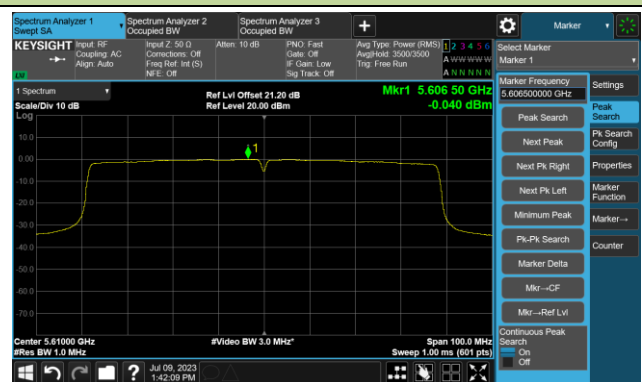 Spectrum Analyzer 1
Swept SA
Spectrum Analyzer 2
Occupied BW
Spectrum Analyzer 3
Occupied BW
+
Marker
KEYSIGHT
Input: RF
Coupling: AC
Align: Auto
Input Z: 50 Ω
Corrections: Off
Freq Ref: Int (S)
NFE: Off
Atten: 10 dB
PNO: Fast
Gate: Off
IF Gain: Low
Sig Track: Off
Avg Type: Power (RMS)
Avg|Hold: 3500/3500
Trig: Free Run
1 2 3 4 5 6
A W W W W W
A N N N N N
Select Marker
Marker 1
1 Spectrum
Scale/Div 10 dB
Log
Ref Lvl Offset 21.20 dB
Ref Level 20.00 dBm
Mkr1 5.606 50 GHz
-0.040 dBm
1
10.0
0.00
-10.0
-20.0
-30.0
-40.0
-50.0
-60.0
-70.0
Center 5.61000 GHz
#Res BW 1.0 MHz
#Video BW 3.0 MHz*
Span 100.0 MHz
Sweep 1.00 ms (601 pts)
Marker Frequency
5.606500000 GHz
Peak Search
Next Peak
Next Pk Right
Next Pk Left
Minimum Peak
Pk-Pk Search
Marker Delta
Mkr→CF
Mkr→Ref Lvl
Continuous Peak
Search
On
Off
Settings
Peak
Search
Pk Search
Config
Properties
Marker
Function
Marker→
Counter
?
Jul 09, 2023
1:42:09 PM